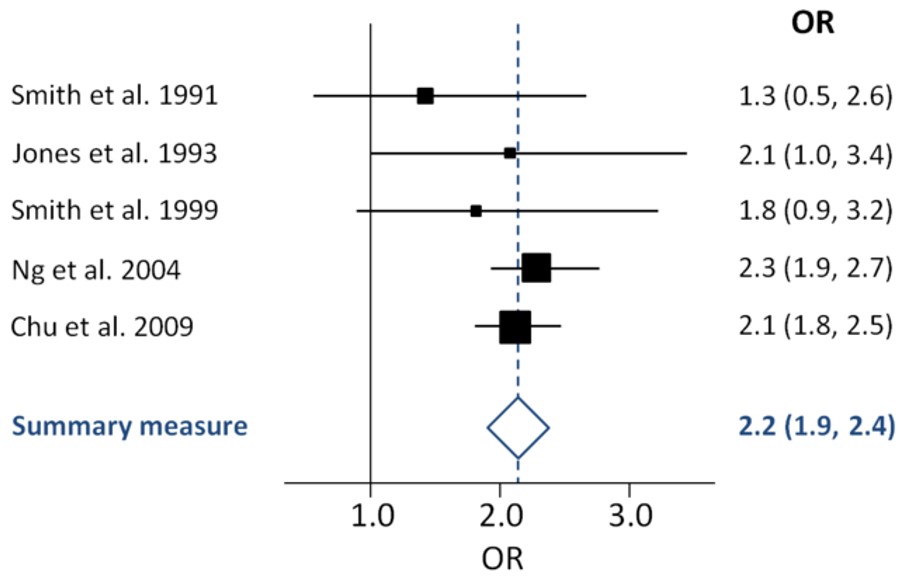 OR
Smith et al. 1991 1.3 (0.5, 2.6)
Jones et al. 1993 2.1 (1.0, 3.4)
Smith et al. 1999 1.8 (0.9, 3.2)
Ng et al. 2004 2.3 (1.9, 2.7)
Chu et al. 2009 2.1 (1.8, 2.5)
Summary measure 2.2 (1.9, 2.4)
1.0 2.0 3.0
OR